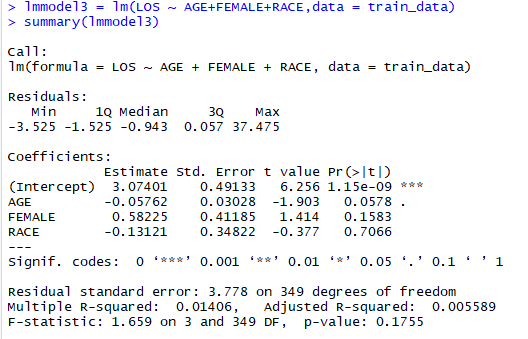 > lmmodel3 = lm(LOS ~ AGE+FEMALE+RACE,data = train_data)
> summary(lmmodel3)
Call:
lm(formula = LOS ~ AGE + FEMALE + RACE, data = train_data)
Residuals:
   Min     1Q Median     3Q    Max
-3.525 -1.525 -0.943  0.057 37.475
Coefficients:
            Estimate Std. Error t value Pr(>|t|)
(Intercept)  3.07401    0.49133   6.256 1.15e-09 ***
AGE         -0.05762    0.03028  -1.903   0.0578 .
FEMALE       0.58225    0.41185   1.414   0.1583
RACE        -0.13121    0.34822  -0.377   0.7066
---
Signif. codes:  0 ‘***’ 0.001 ‘**’ 0.01 ‘*’ 0.05 ‘.’ 0.1 ‘ ’ 1
Residual standard error: 3.778 on 349 degrees of freedom
Multiple R-squared:  0.01406,   Adjusted R-squared:  0.005589
F-statistic: 1.659 on 3 and 349 DF,  p-value: 0.1755